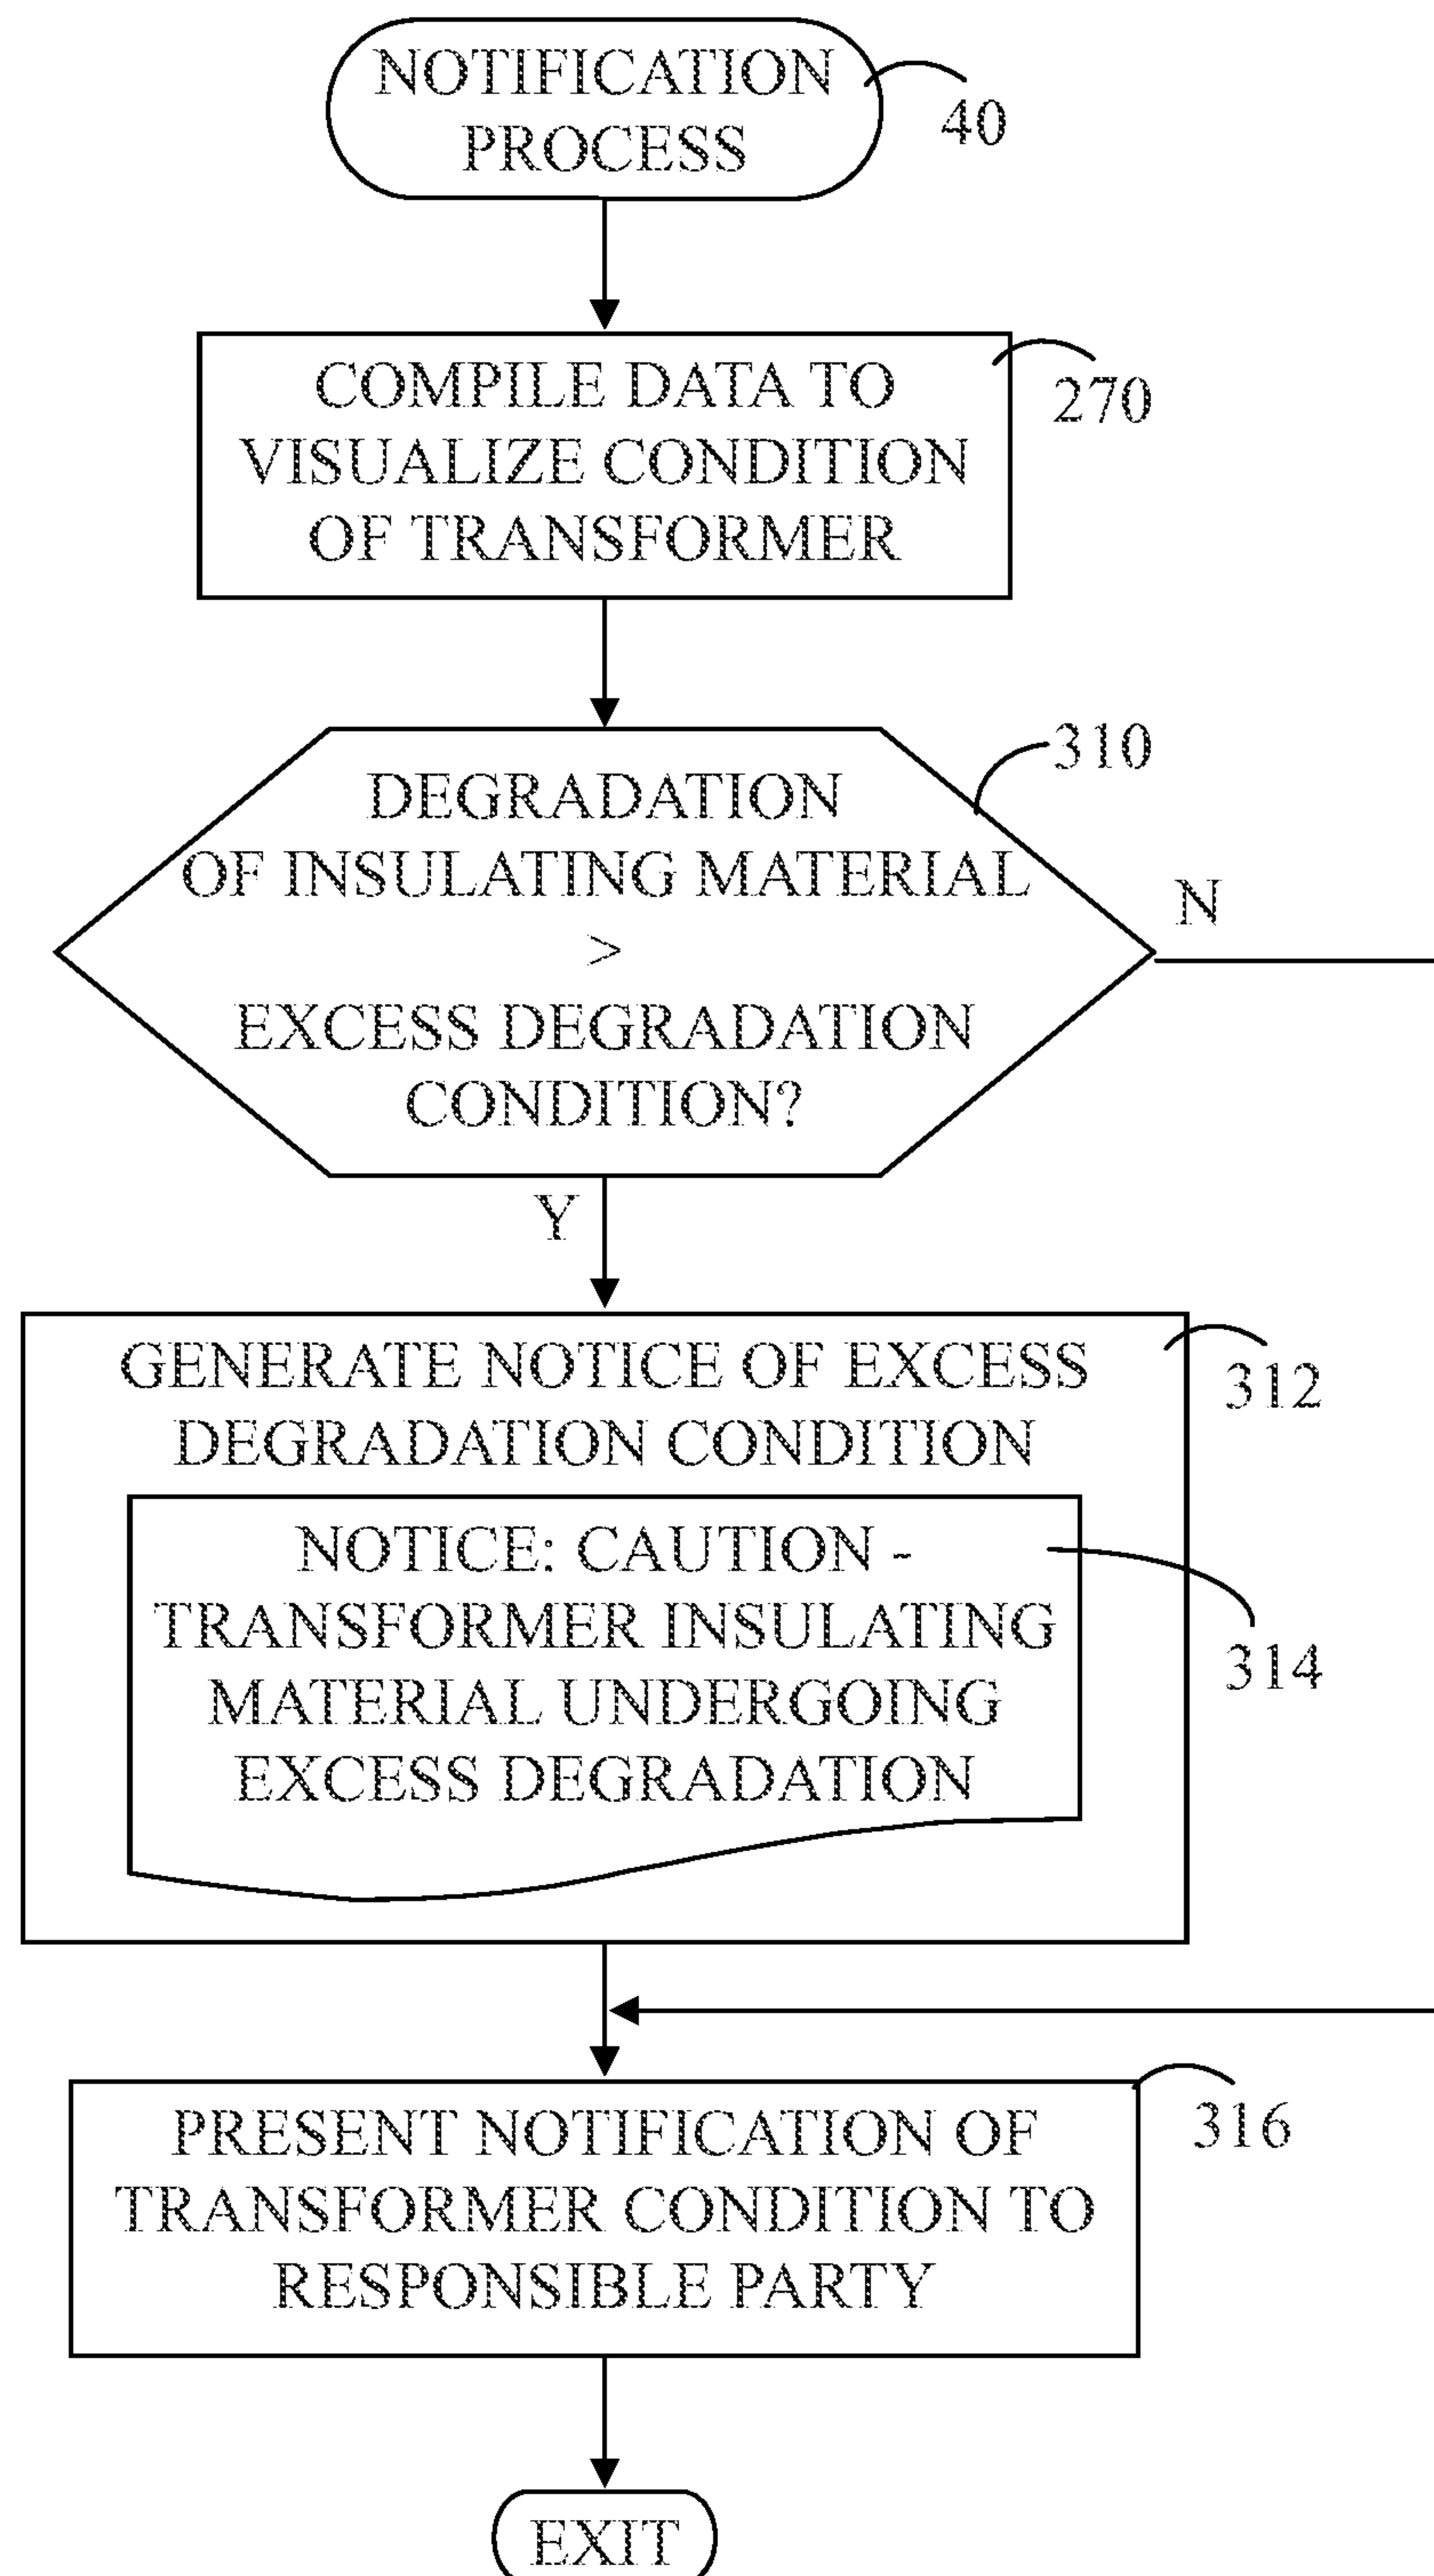 NOTIFICATION
PROCESS
40
COMPILE DATA TO
VISUALIZE CONDITION
OF TRANSFORMER
270
310
DEGRADATION
OF INSULATING MATERIAL
>
EXCESS DEGRADATION
CONDITION?
N
Y
GENERATE NOTICE OF EXCESS
DEGRADATION CONDITION
312
NOTICE: CAUTION -
TRANSFORMER INSULATING
MATERIAL UNDERGOING
EXCESS DEGRADATION
314
PRESENT NOTIFICATION OF
TRANSFORMER CONDITION TO
RESPONSIBLE PARTY
316
EXIT